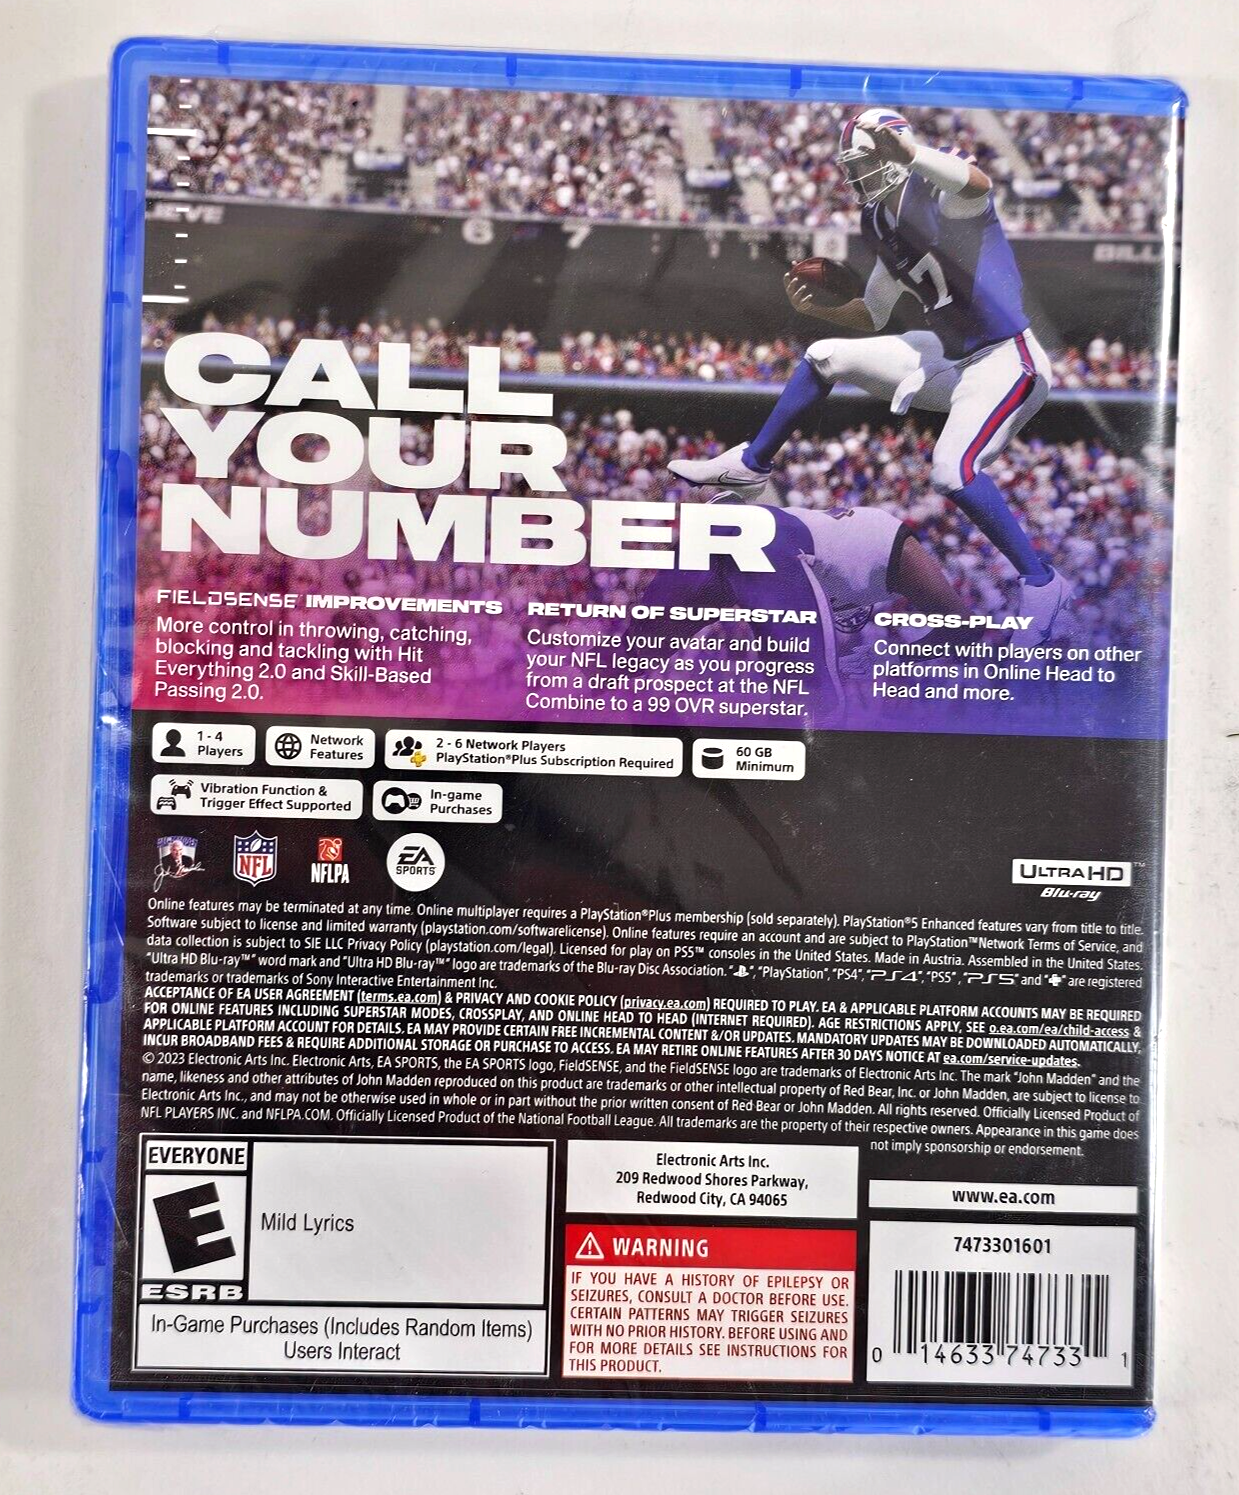 6 7
BILL
17
CALL
YOUR
NUMBER
FIELDSENSE IMPROVEMENTS
More control in throwing, catching,
blocking and tackling with Hit
Everything 2.0 and Skill-Based
Passing 2.0.
RETURN OF SUPERSTAR
Customize your avatar and build
your NFL legacy as you progress
from a draft prospect at the NFL
Combine to a 99 OVR superstar.
CROSS-PLAY
Connect with players on other
platforms in Online Head to
Head and more.
1 - 4
Players
Network
Features
2 - 6 Network Players
PlayStation®Plus Subscription Required
60 GB
Minimum
Vibration Function &
Trigger Effect Supported
In-game
Purchases
NFL
NFLPA
EA
SPORTS
ULTRA HD™
Blu-ray
Online features may be terminated at any time. Online multiplayer requires a PlayStation®Plus membership (sold separately). PlayStation®5 Enhanced features vary from title to title.
Software subject to license and limited warranty (playstation.com/softwarelicense). Online features require an account and are subject to PlayStation™Network Terms of Service, and
data collection is subject to SIE LLC Privacy Policy (playstation.com/legal). Licensed for play on PS5™ consoles in the United States. Made in Austria. Assembled in the United States.
"Ultra HD Blu-ray™" word mark and "Ultra HD Blu-ray™" logo are trademarks of the Blu-ray Disc Association. "", "PlayStation", "PS4", "PS4", "PS5", "PS5" and "" are registered
trademarks or trademarks of Sony Interactive Entertainment Inc.
ACCEPTANCE OF EA USER AGREEMENT (terms.ea.com) & PRIVACY AND COOKIE POLICY (privacy.ea.com) REQUIRED TO PLAY. EA & APPLICABLE PLATFORM ACCOUNTS MAY BE REQUIRED
FOR ONLINE FEATURES INCLUDING SUPERSTAR MODES, CROSSPLAY, AND ONLINE HEAD TO HEAD (INTERNET REQUIRED). AGE RESTRICTIONS APPLY, SEE o.ea.com/ea/child-access &
APPLICABLE PLATFORM ACCOUNT FOR DETAILS. EA MAY PROVIDE CERTAIN FREE INCREMENTAL CONTENT &/OR UPDATES. MANDATORY UPDATES MAY BE DOWNLOADED AUTOMATICALLY,
INCUR BROADBAND FEES & REQUIRE ADDITIONAL STORAGE OR PURCHASE TO ACCESS. EA MAY RETIRE ONLINE FEATURES AFTER 30 DAYS NOTICE AT ea.com/service-updates.
© 2023 Electronic Arts Inc. Electronic Arts, EA SPORTS, the EA SPORTS logo, FieldSENSE, and the FieldSENSE logo are trademarks of Electronic Arts Inc. The mark "John Madden" and the
name, likeness and other attributes of John Madden reproduced on this product are trademarks or other intellectual property of Red Bear, Inc. or John Madden, are subject to license to
Electronic Arts Inc., and may not be otherwise used in whole or in part without the prior written consent of Red Bear or John Madden. All rights reserved. Officially Licensed Product of
NFL PLAYERS INC. and NFLPA.COM. Officially Licensed Product of the National Football League. All trademarks are the property of their respective owners. Appearance in this game does
not imply sponsorship or endorsement.
EVERYONE
E
ESRB
Mild Lyrics
In-Game Purchases (Includes Random Items)
Users Interact
Electronic Arts Inc.
209 Redwood Shores Parkway,
Redwood City, CA 94065
WARNING
IF YOU HAVE A HISTORY OF EPILEPSY OR
SEIZURES, CONSULT A DOCTOR BEFORE USE.
CERTAIN PATTERNS MAY TRIGGER SEIZURES
WITH NO PRIOR HISTORY. BEFORE USING AND
FOR MORE DETAILS SEE INSTRUCTIONS FOR
THIS PRODUCT.
www.ea.com
7473301601
0 14633 74733 1